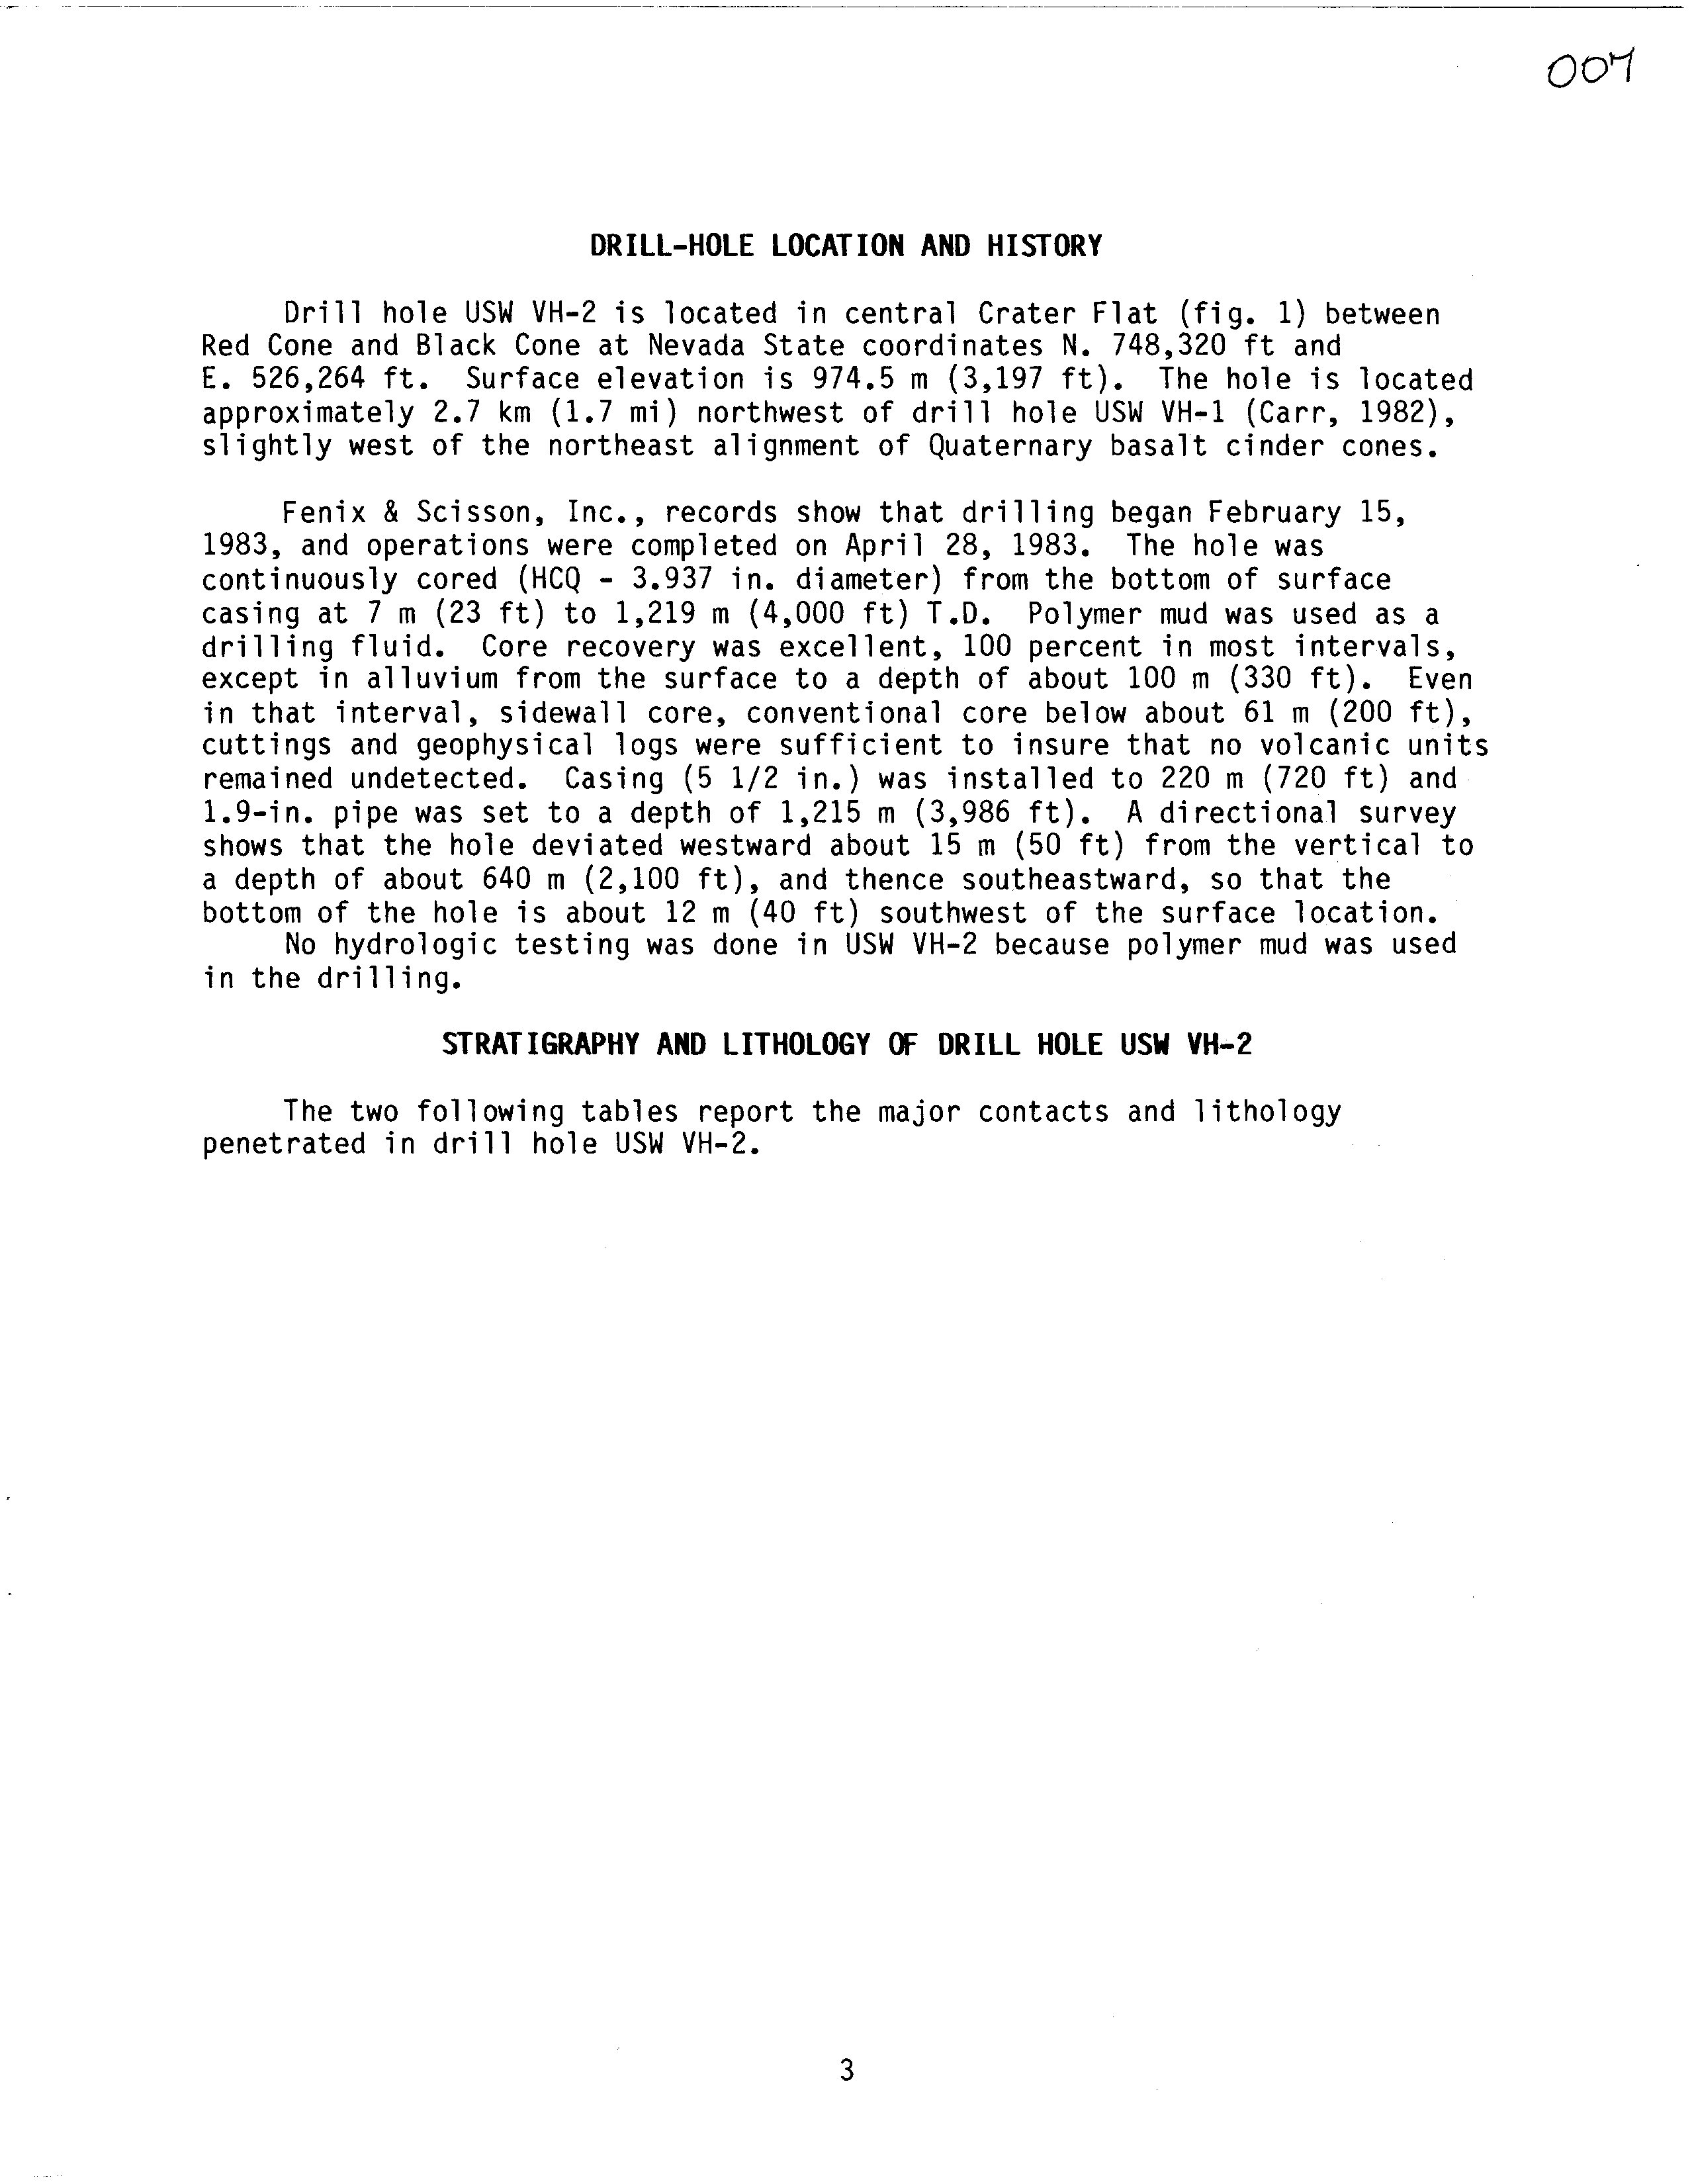 007
DRILL-HOLE LOCATION AND HISTORY
Drill hole USW VH-2 is located in central Crater Flat (fig. 1) between
Red Cone and Black Cone at Nevada State coordinates N. 748,320 ft and
E. 526,264 ft. Surface elevation is 974.5 m (3,197 ft). The hole is located
approximately 2.7 km (1.7 mi) northwest of drill hole USW VH-1 (Carr, 1982),
slightly west of the northeast alignment of Quaternary basalt cinder cones.
Fenix & Scisson, Inc., records show that drilling began February 15,
1983, and operations were completed on April 28, 1983. The hole was
continuously cored (HCQ - 3.937 in. diameter) from the bottom of surface
casing at 7 m (23 ft) to 1,219 m (4,000 ft) T.D. Polymer mud was used as a
drilling fluid. Core recovery was excellent, 100 percent in most intervals,
except in alluvium from the surface to a depth of about 100 m (330 ft). Even
in that interval, sidewall core, conventional core below about 61 m (200 ft),
cuttings and geophysical logs were sufficient to insure that no volcanic units
remained undetected. Casing (5 1/2 in.) was installed to 220 m (720 ft) and
1.9-in. pipe was set to a depth of 1,215 m (3,986 ft). A directional survey
shows that the hole deviated westward about 15 m (50 ft) from the vertical to
a depth of about 640 m (2,100 ft), and thence southeastward, so that the
bottom of the hole is about 12 m (40 ft) southwest of the surface location.
No hydrologic testing was done in USW VH-2 because polymer mud was used
in the drilling.
STRATIGRAPHY AND LITHOLOGY OF DRILL HOLE USW VH-2
The two following tables report the major contacts and lithology
penetrated in drill hole USW VH-2.
3